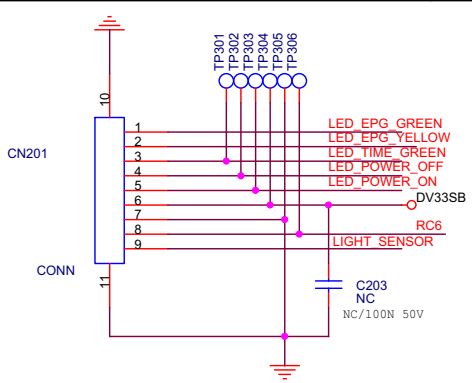 TP301
TP302
TP303
TP304
TP305
TP306
10
CN201
1
LED_EPG_GREEN
2
LED_EPG_YELLOW
3
LED_TIME_GREEN
4
LED_POWER_OFF
5
LED_POWER_ON
6
DV33SB
7
8
RC6
9
LIGHT_SENSOR
CONN
11
C203
NC
NC/100N 50V